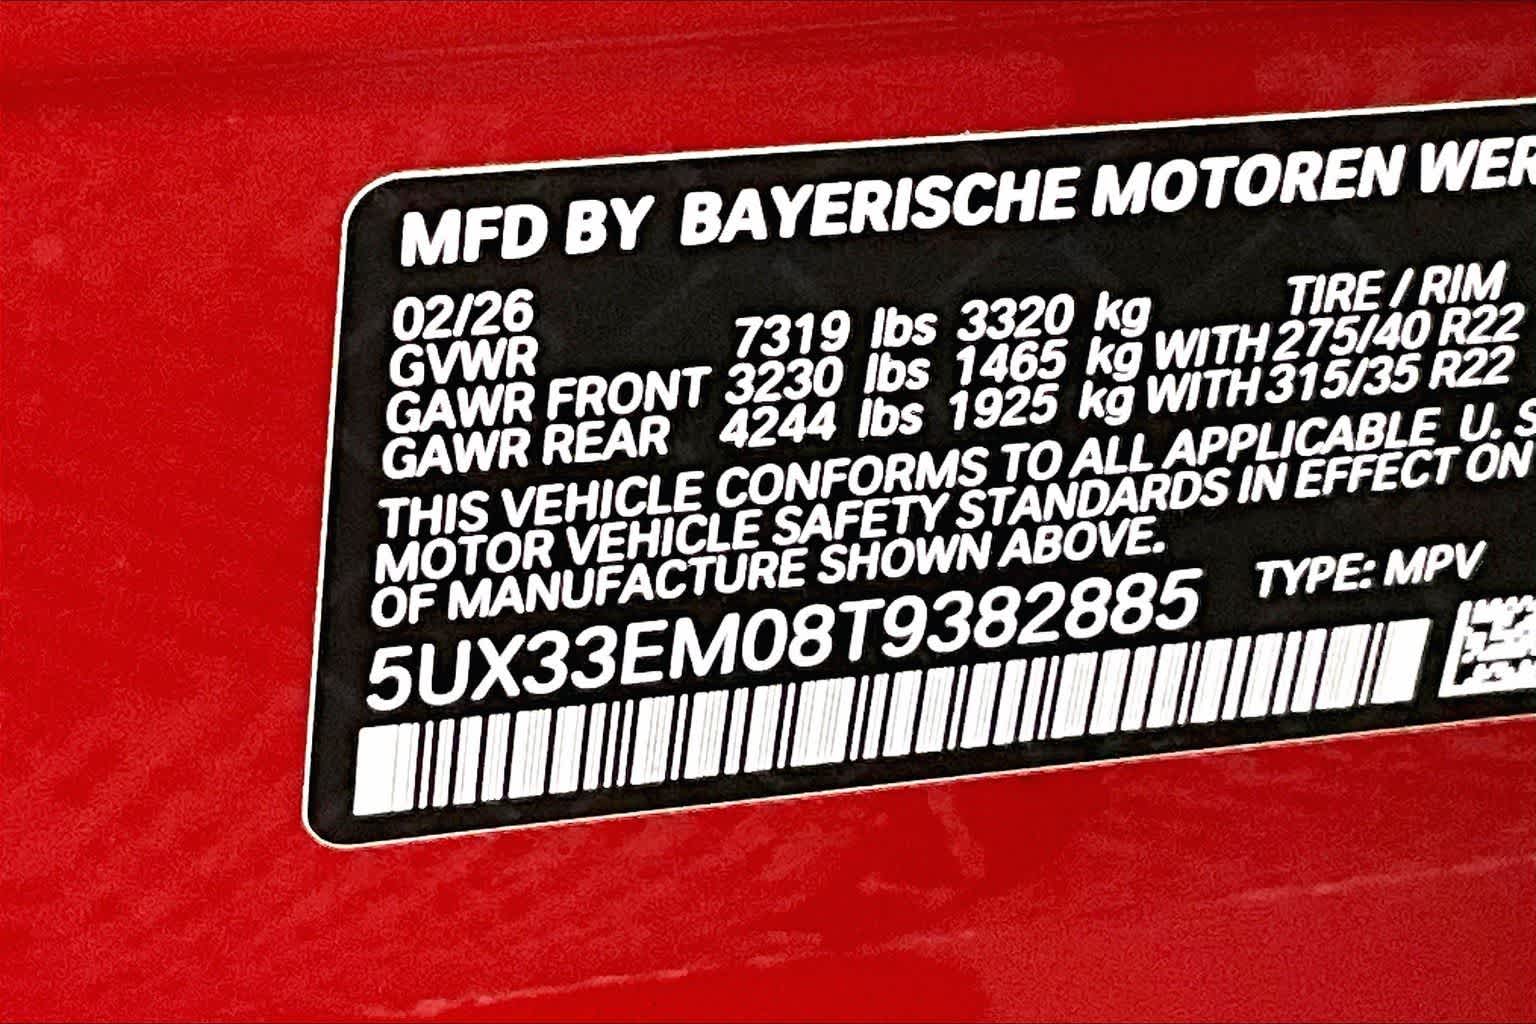 MFD BY BAYERISCHE MOTOREN WER
02/26 TIRE / RIM
GVWR 7319 lbs 3320 kg
GAWR FRONT 3230 lbs 1465 kg WITH 275/40 R22
GAWR REAR 4244 lbs 1925 kg WITH 315/35 R22
THIS VEHICLE CONFORMS TO ALL APPLICABLE U. S
MOTOR VEHICLE SAFETY STANDARDS IN EFFECT ON
OF MANUFACTURE SHOWN ABOVE.
5UX33EM08T9382885 TYPE: MPV